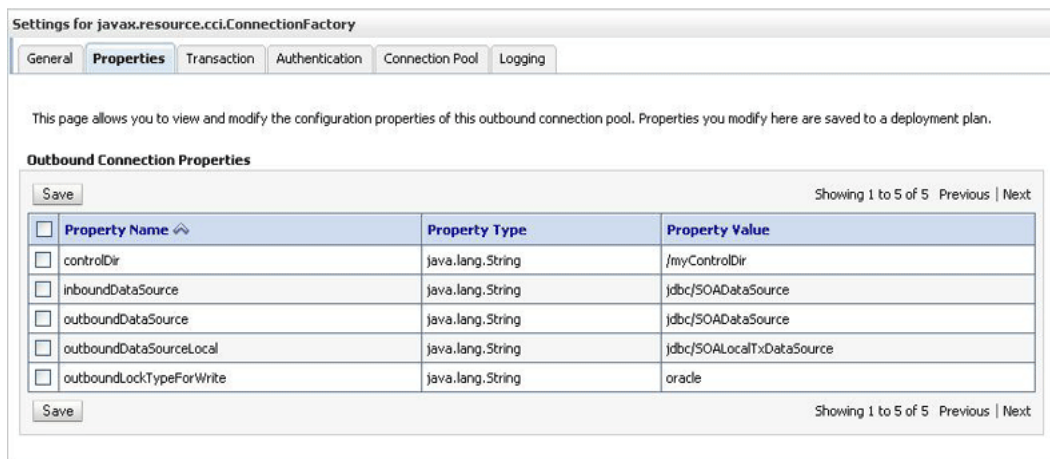 Settings for javax.resource.cci.ConnectionFactory
General Properties Transaction Authentication Connection Pool Logging
This page allows you to view and modify the configuration properties of this outbound connection pool. Properties you modify here are saved to a deployment plan.
Outbound Connection Properties
Save Showing 1 to 5 of 5 Previous | Next
Property Name Property Type Property Value
controlDir java.lang.String /myControlDir
inboundDataSource java.lang.String jdbc/SOADataSource
outboundDataSource java.lang.String jdbc/SOADataSource
outboundDataSourceLocal java.lang.String jdbc/SOALocalTxDataSource
outboundLockTypeForWrite java.lang.String oracle
Save Showing 1 to 5 of 5 Previous | Next